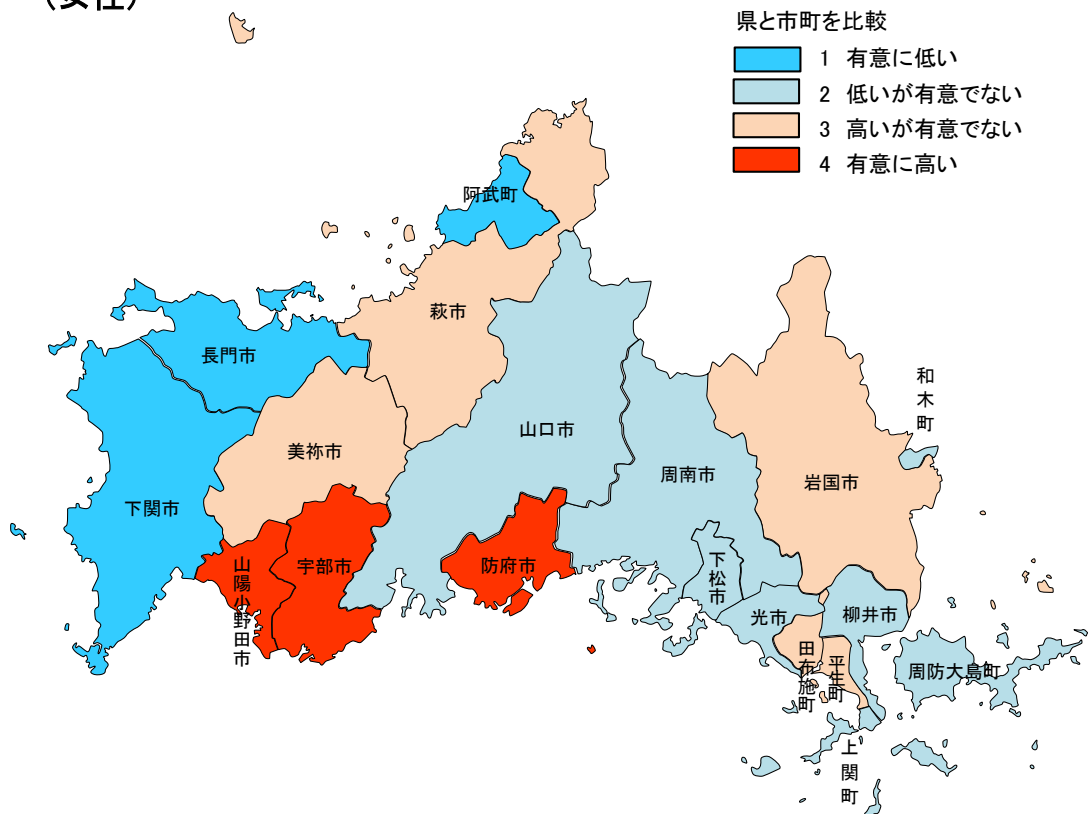 (女性)
県と市町を比較
1 有意に低い
2 低いが有意でない
3 高いが有意でない
4 有意に高い
阿武町
萩市
長門市
和木町
美祢市
山口市
周南市
岩国市
下関市
山陽小野田市
宇部市
防府市
下松市
光市
柳井市
田布施町
平生町
周防大島町
上関町